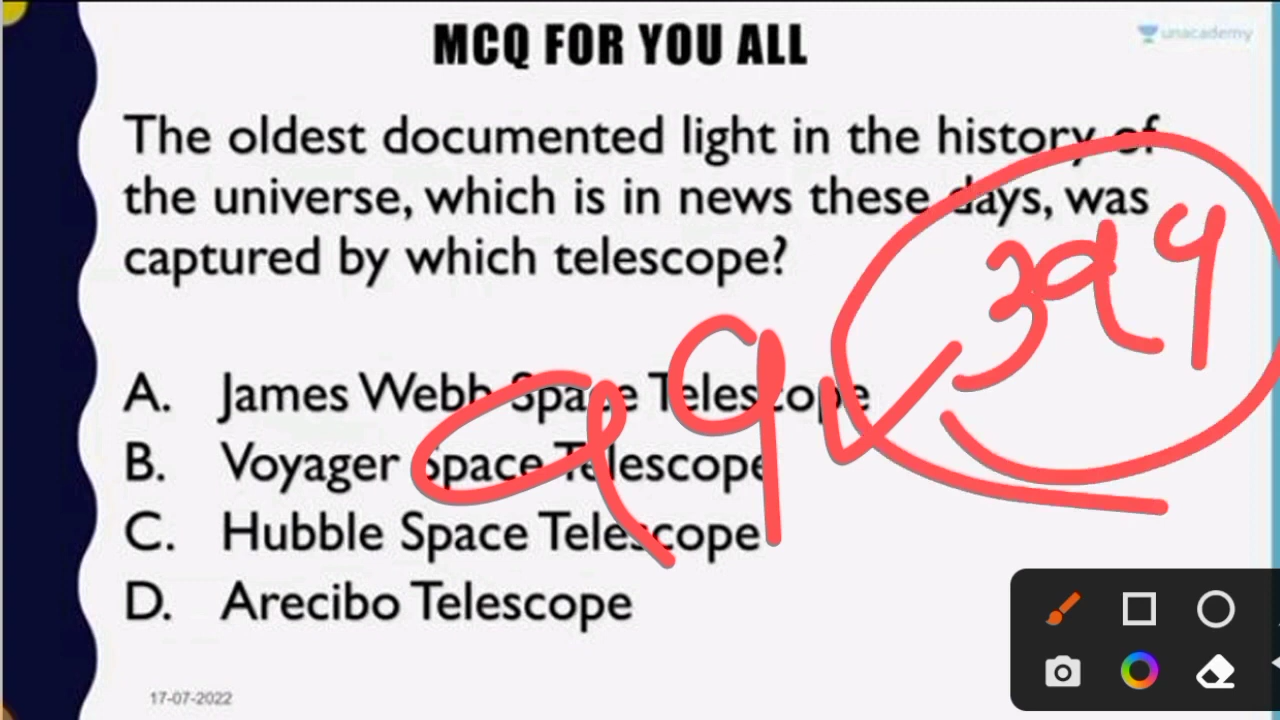 MCQ FOR YOU ALL
unacademy
The oldest documented light in the history of
the universe, which is in news these days, was
captured by which telescope?
A. James Webb Space Telescope
B. Voyager Space Telescope
C. Hubble Space Telescope
D. Arecibo Telescope
17-07-2022